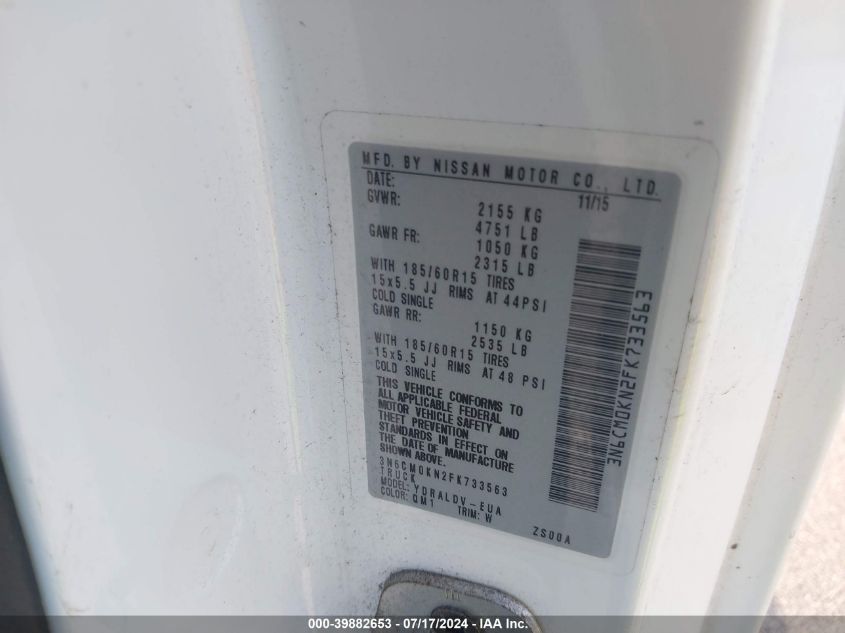 MFD. BY NISSAN MOTOR CO., LTD.
DATE: 11/15
GVWR: 2155 KG
4751 LB
GAWR FR: 1050 KG
2315 LB
WITH 185/60R15 TIRES
15x5.5 JJ RIMS AT 44PSI
COLD SINGLE
GAWR RR: 1150 KG
2535 LB
WITH 185/60R15 TIRES
15x5.5 JJ RIMS AT 48 PSI
COLD SINGLE
THIS VEHICLE CONFORMS TO
ALL APPLICABLE FEDERAL
MOTOR VEHICLE SAFETY AND
THEFT PREVENTION
STANDARDS IN EFFECT ON
THE DATE OF MANUFACTURE
SHOWN ABOVE.
3N6CM0KN2FK733563
TRUCK
MODEL: YDRALDV-EUA
COLOR: QM1 TRIM: W
ZS00A
3N6CM0KN2FK733563
000-39882653 - 07/17/2024 - IAA Inc.